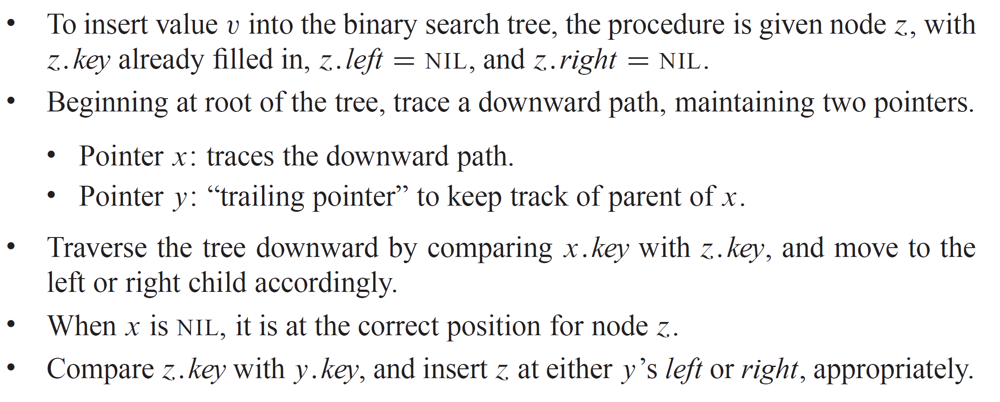 • To insert value v into the binary search tree, the procedure is given node z, with
z.key already filled in, z.left = NIL, and z.right = NIL.
• Beginning at root of the tree, trace a downward path, maintaining two pointers.
• Pointer x: traces the downward path.
• Pointer y: “trailing pointer” to keep track of parent of x.
• Traverse the tree downward by comparing x.key with z.key, and move to the
left or right child accordingly.
• When x is NIL, it is at the correct position for node z.
• Compare z.key with y.key, and insert z at either y’s left or right, appropriately.